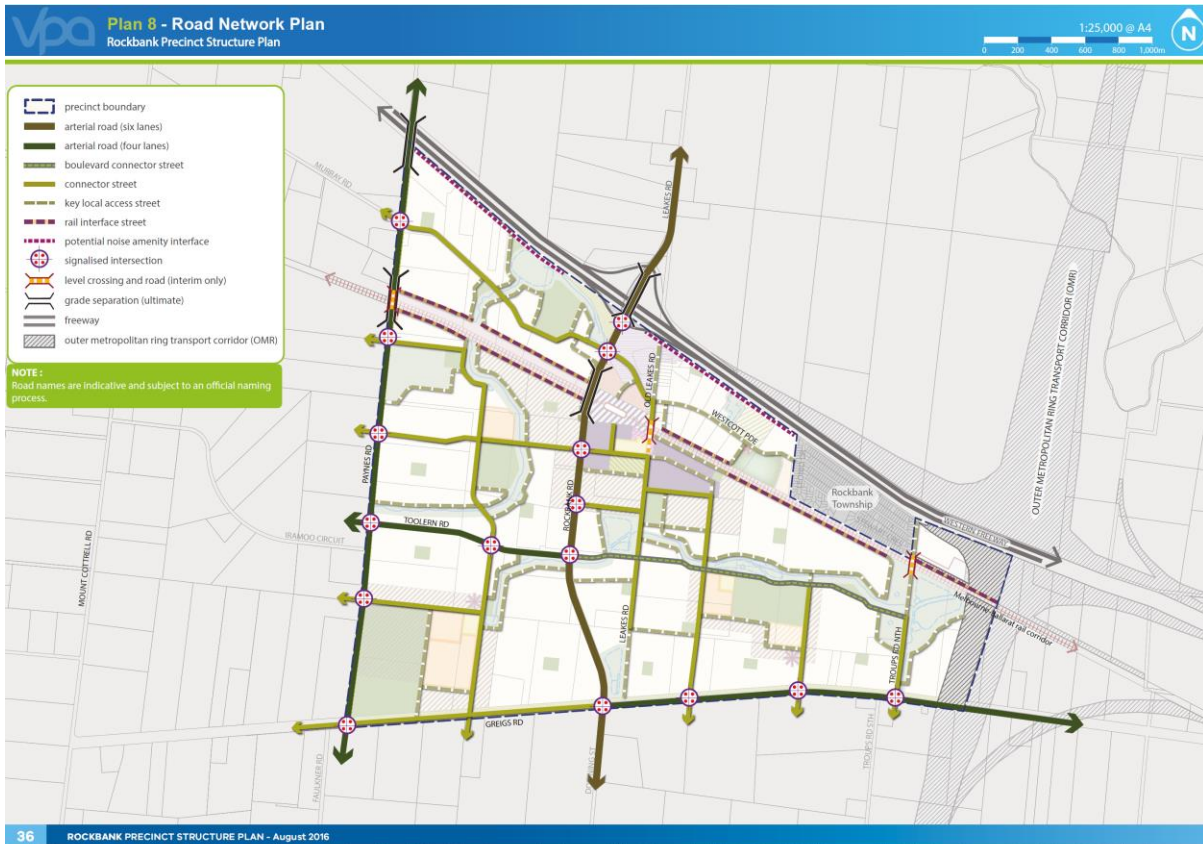 vpa
Plan 8 - Road Network Plan
Rockbank Precinct Structure Plan
1:25,000 @ A4
0 200 400 600 800 1,000m
N
precinct boundary
arterial road (six lanes)
arterial road (four lanes)
boulevard connector street
connector street
key local access street
rail interface street
potential noise amenity interface
signalised intersection
level crossing and road (interim only)
grade separation (ultimate)
freeway
outer metropolitan ring transport corridor (OMR)
NOTE :
Road names are indicative and subject to an official naming
process.
MURRAY RD
LEAKES RD
OLD LEAKES RD
WESTCOTT PDE
OUTER METROPOLITAN RING TRANSPORT CORRIDOR (OMR)
PAYNES RD
ROCKBANK RD
Rockbank
Township
WESTERN FREEWAY
TOOLERN RD
IRAMOO CIRCUIT
MOUNT COTTRELL RD
LEAKES RD
TROUPS RD NTH
Melbourne-Ballarat rail corridor
GREIGS RD
FAULKNER RD
TROUPS RD STH
36 ROCKBANK PRECINCT STRUCTURE PLAN - August 2016